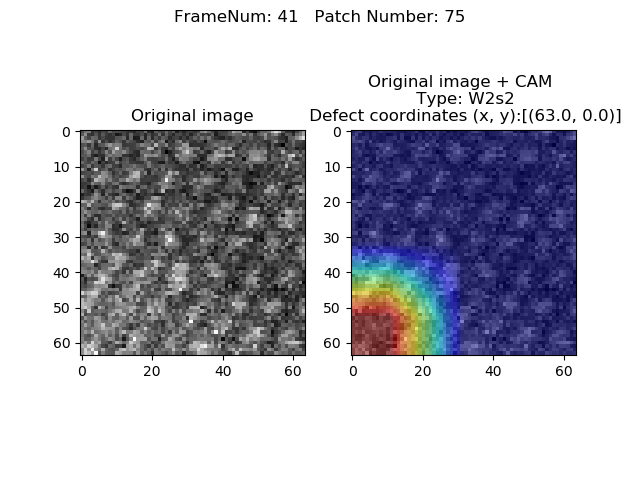 FrameNum: 41   Patch Number: 75
Original image
Original image + CAM
Type: W2s2
Defect coordinates (x, y):[(63.0, 0.0)]
0
10
20
30
40
50
60
0 20 40 60
0
10
20
30
40
50
60
0 20 40 60